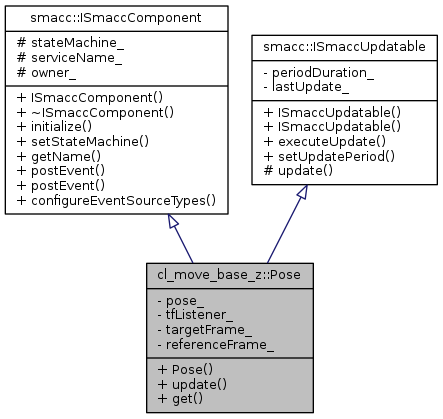 smacc::ISmaccComponent
# stateMachine_
# serviceName_
# owner_
+ ISmaccComponent()
+ ~ISmaccComponent()
+ initialize()
+ setStateMachine()
+ getName()
+ postEvent()
+ postEvent()
+ configureEventSourceTypes()
smacc::ISmaccUpdatable
- periodDuration_
- lastUpdate_
+ ISmaccUpdatable()
+ ISmaccUpdatable()
+ executeUpdate()
+ setUpdatePeriod()
# update()
cl_move_base_z::Pose
- pose_
- tfListener_
- targetFrame_
- referenceFrame_
+ Pose()
+ update()
+ get()